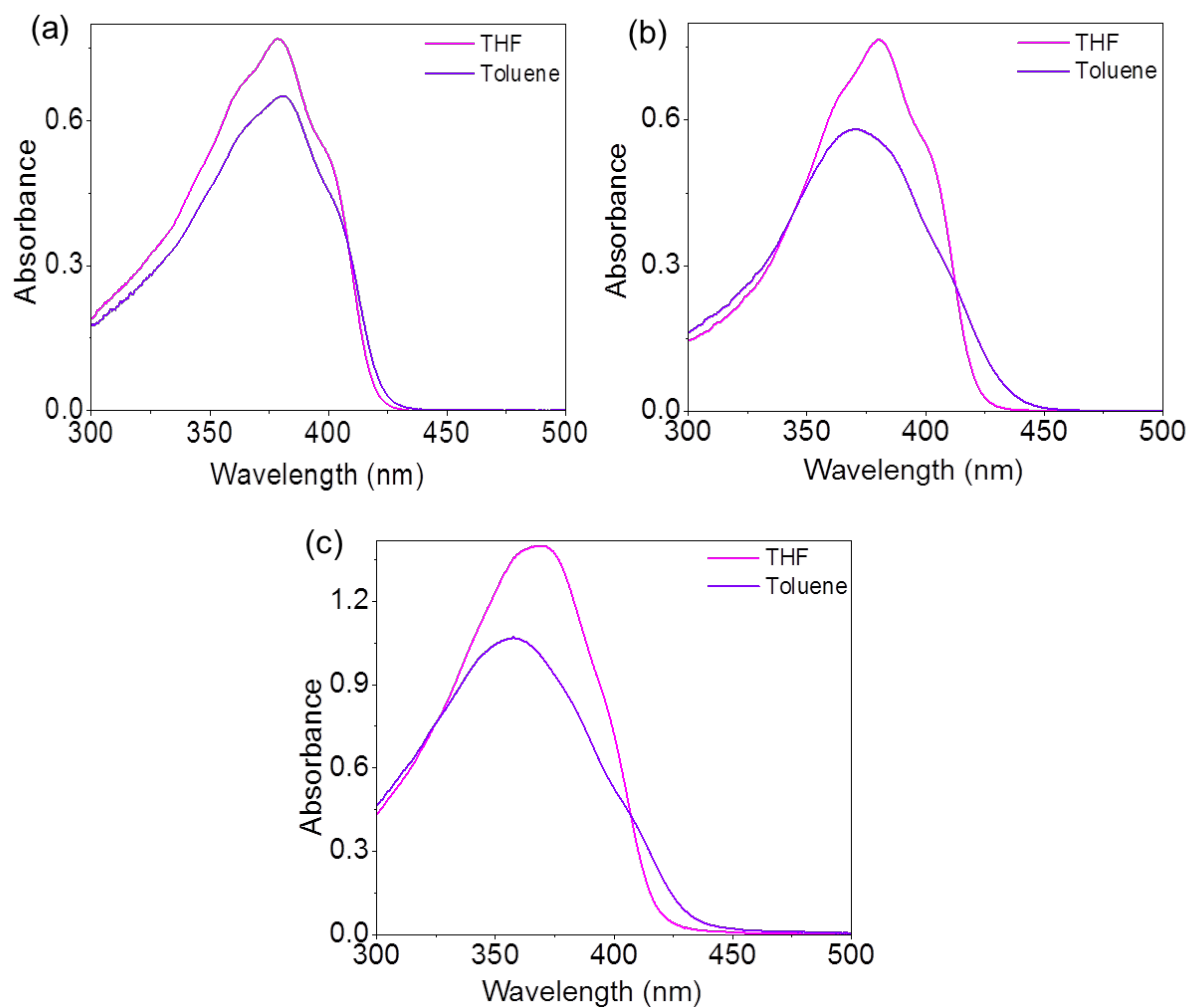 (a)
THF
Toluene
Absorbance
0.6
0.3
0.0
300 350 400 450 500
Wavelength (nm)
(b)
THF
Toluene
Absorbance
0.6
0.3
0.0
300 350 400 450 500
Wavelength (nm)
(c)
THF
Toluene
Absorbance
1.2
0.9
0.6
0.3
0.0
300 350 400 450 500
Wavelength (nm)